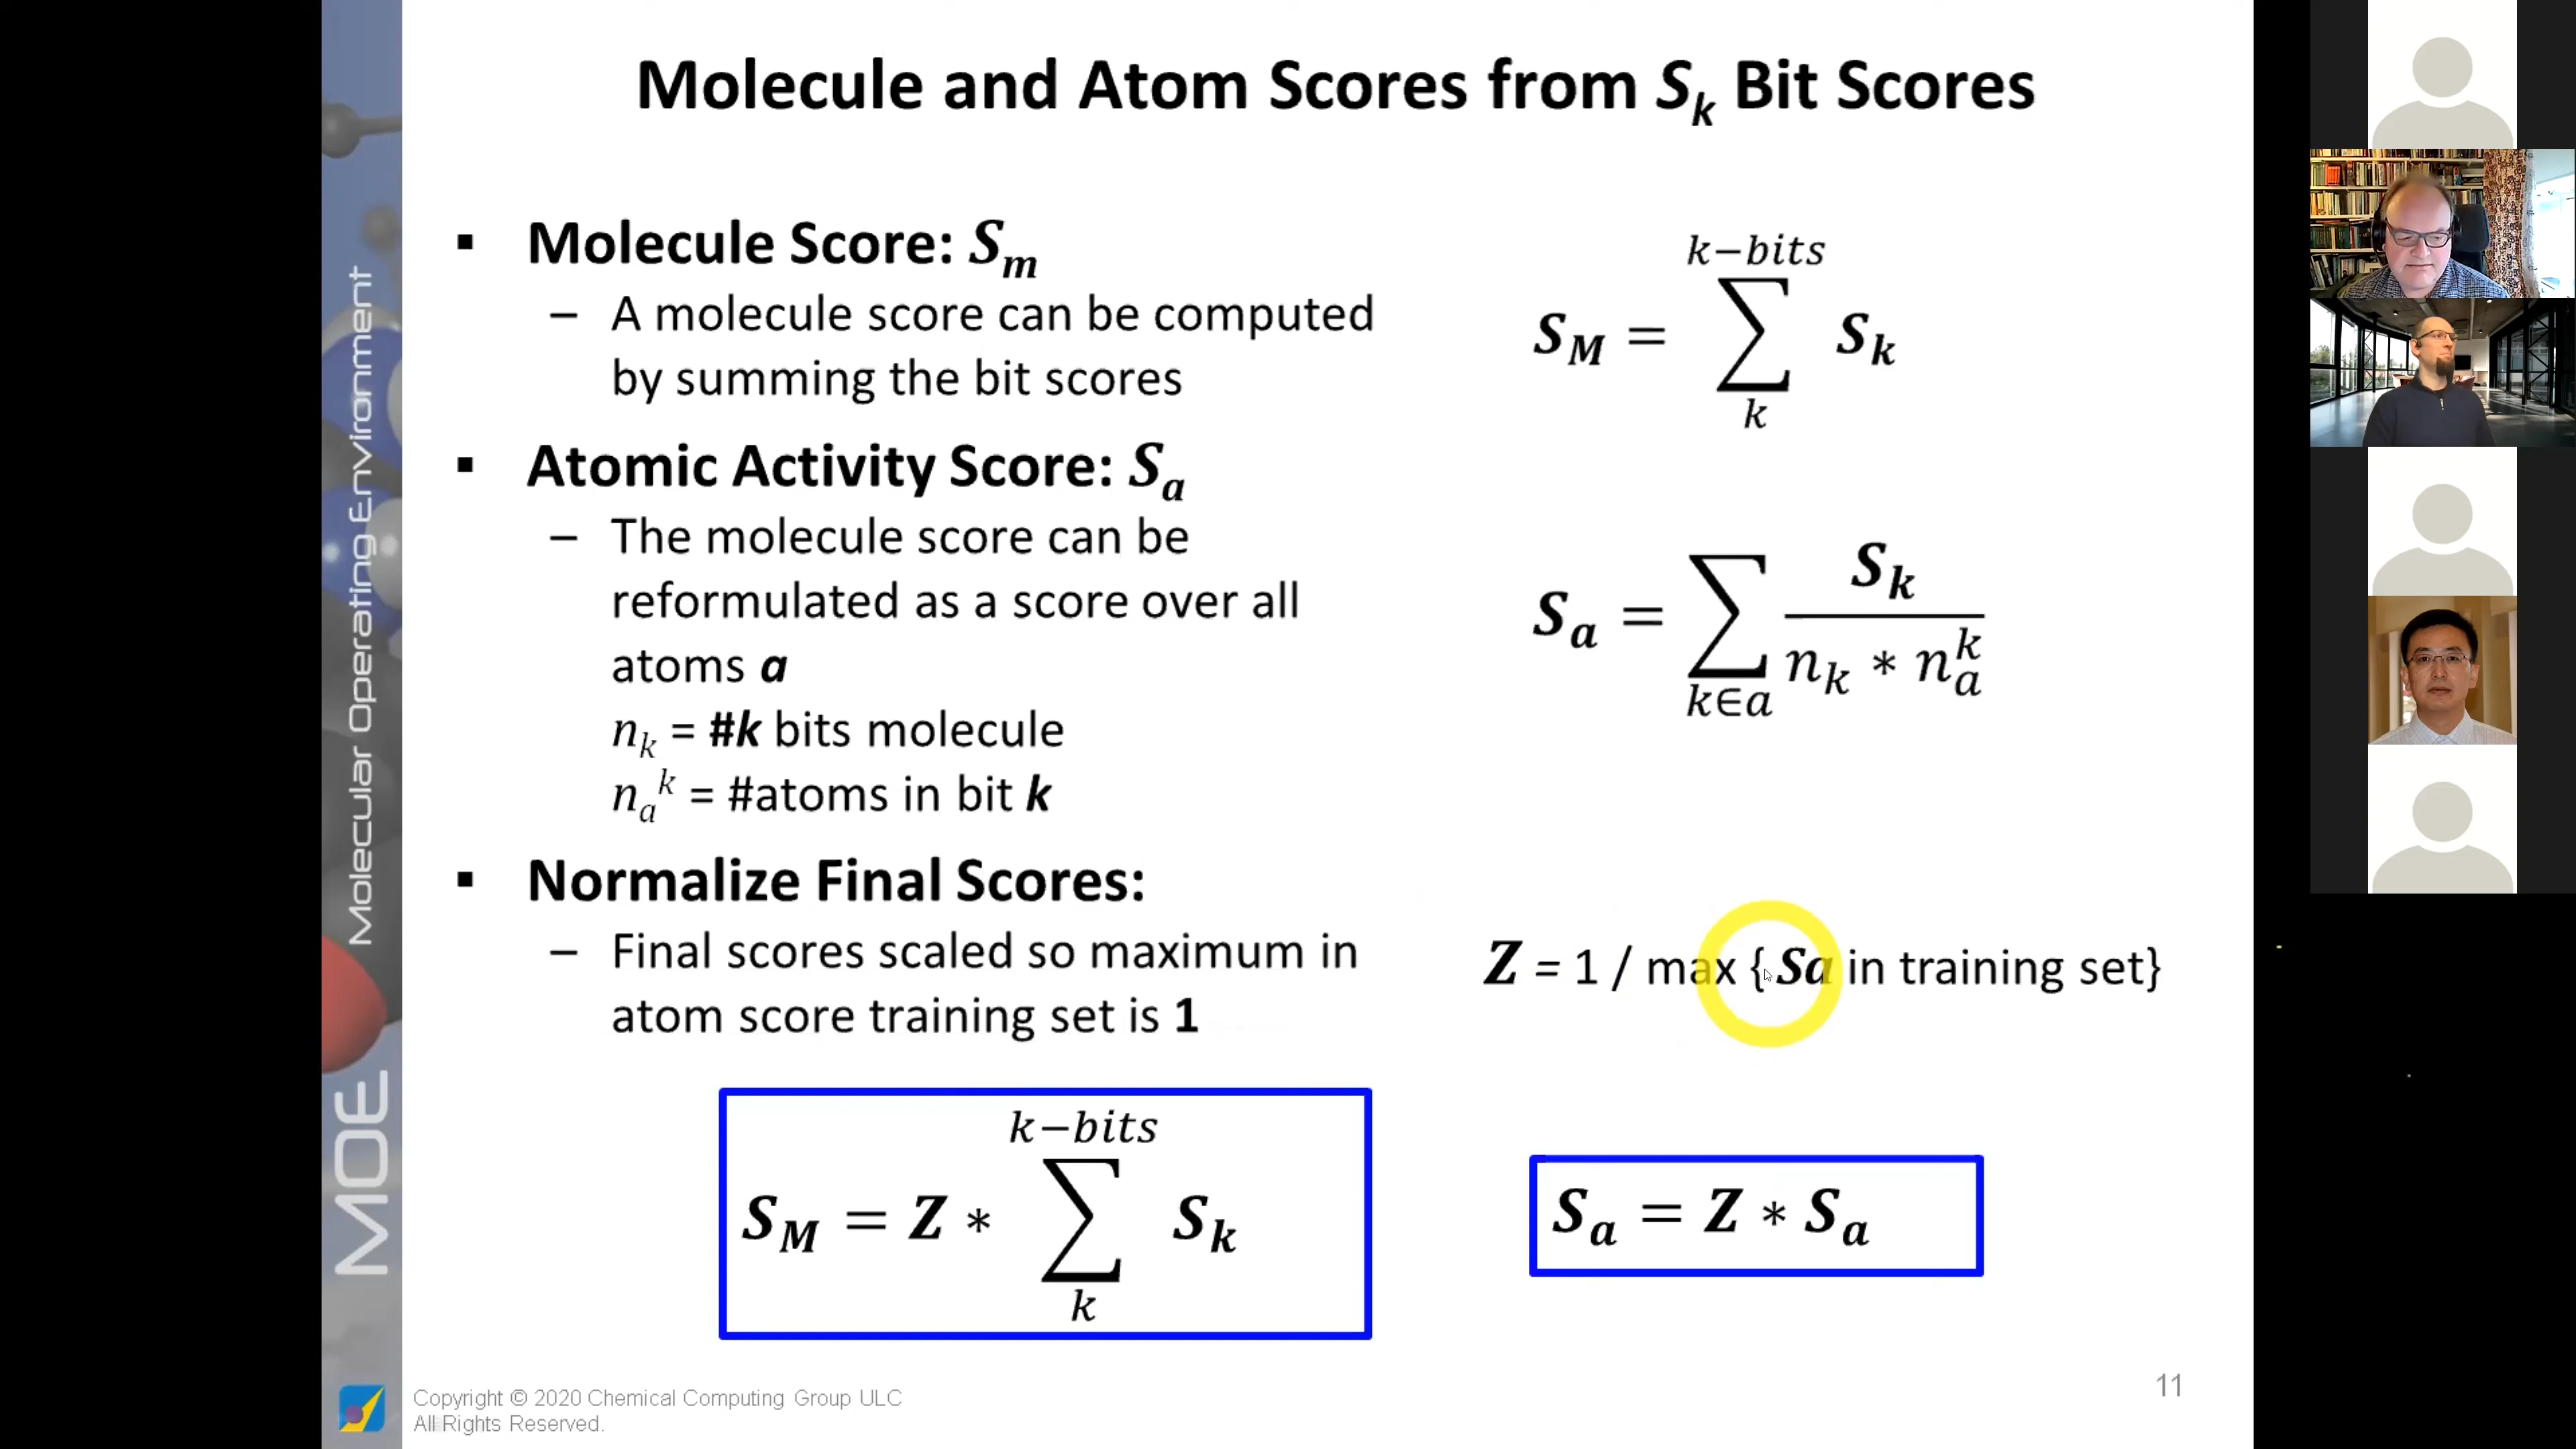 Molecule and Atom Scores from Sk Bit Scores
▪ Molecule Score: Sm
– A molecule score can be computed
by summing the bit scores
k−bits
SM = ∑ Sk
k
▪ Atomic Activity Score: Sa
– The molecule score can be
reformulated as a score over all
atoms a
nk = #k bits molecule
na^k = #atoms in bit k
Sk
Sa = ∑
k∈a nk * na^k
▪ Normalize Final Scores:
– Final scores scaled so maximum in
atom score training set is 1
Z = 1 / max { Sa in training set}
k−bits
SM = Z * ∑ Sk
k
Sa = Z * Sa
MOE Molecular Operating Environment
Copyright © 2020 Chemical Computing Group ULC
All Rights Reserved.
11